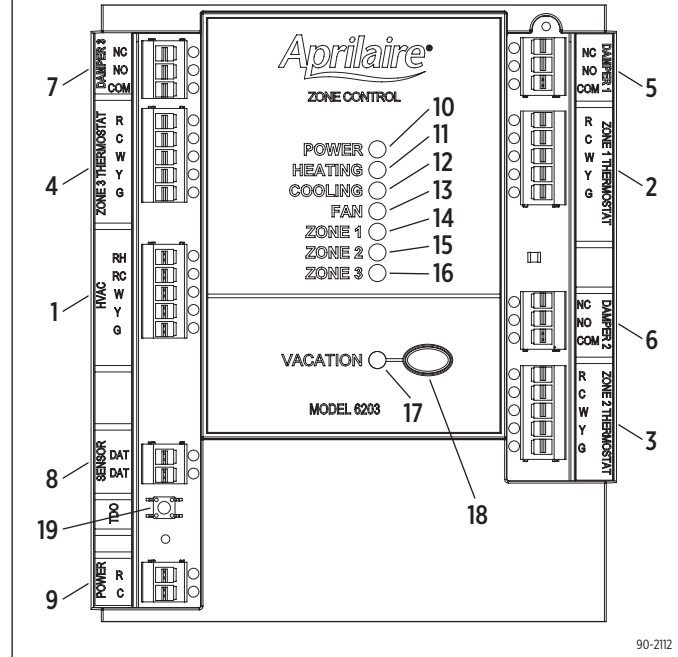 DAMPER 3
NC
NO
COM
7
ZONE 3 THERMOSTAT
R
C
W
Y
G
4
HVAC
RH
RC
W
Y
G
1
SENSOR
DAT
DAT
8
TDO
19
POWER
R
C
9
Aprilaire®
ZONE CONTROL
POWER
10
HEATING
11
COOLING
12
FAN
13
ZONE 1
14
ZONE 2
15
ZONE 3
16
VACATION
17
18
MODEL 6203
NC
NO
COM
DAMPER 1
5
R
C
W
Y
G
ZONE 1 THERMOSTAT
2
NC
NO
COM
DAMPER 2
6
R
C
W
Y
G
ZONE 2 THERMOSTAT
3
90-2112